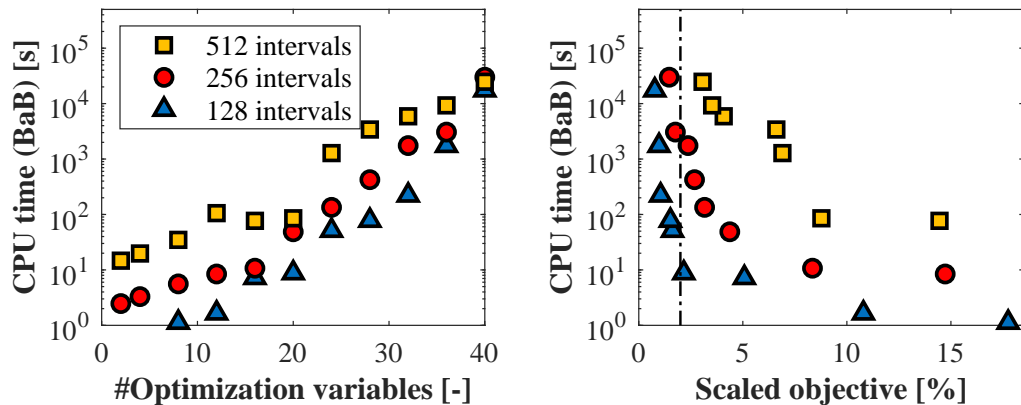 CPU time (BaB) [s]
10^5
10^4
10^3
10^2
10^1
10^0
512 intervals
256 intervals
128 intervals
0 10 20 30 40
#Optimization variables [-]
CPU time (BaB) [s]
10^5
10^4
10^3
10^2
10^1
10^0
0 5 10 15
Scaled objective [%]